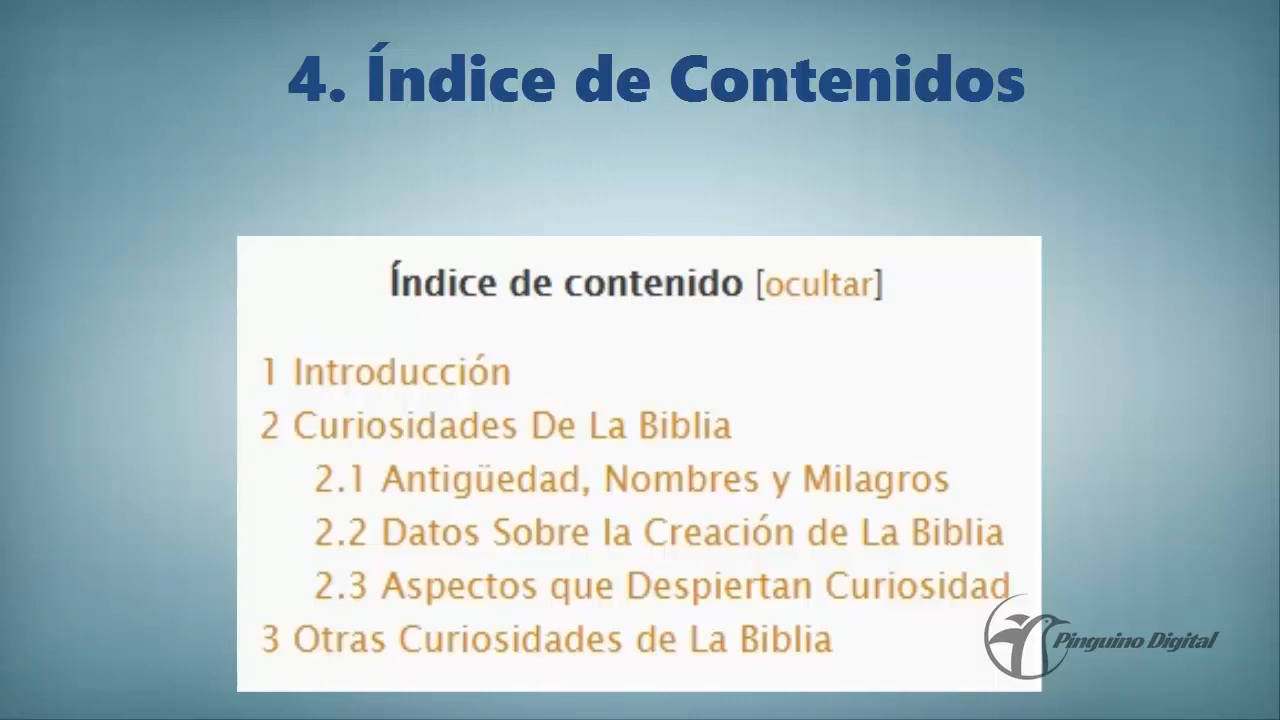 4. Índice de Contenidos
Índice de contenido [ocultar]
1 Introducción
2 Curiosidades De La Biblia
2.1 Antigüedad, Nombres y Milagros
2.2 Datos Sobre la Creación de La Biblia
2.3 Aspectos que Despiertan Curiosidad
3 Otras Curiosidades de La Biblia
Pinguino Digital